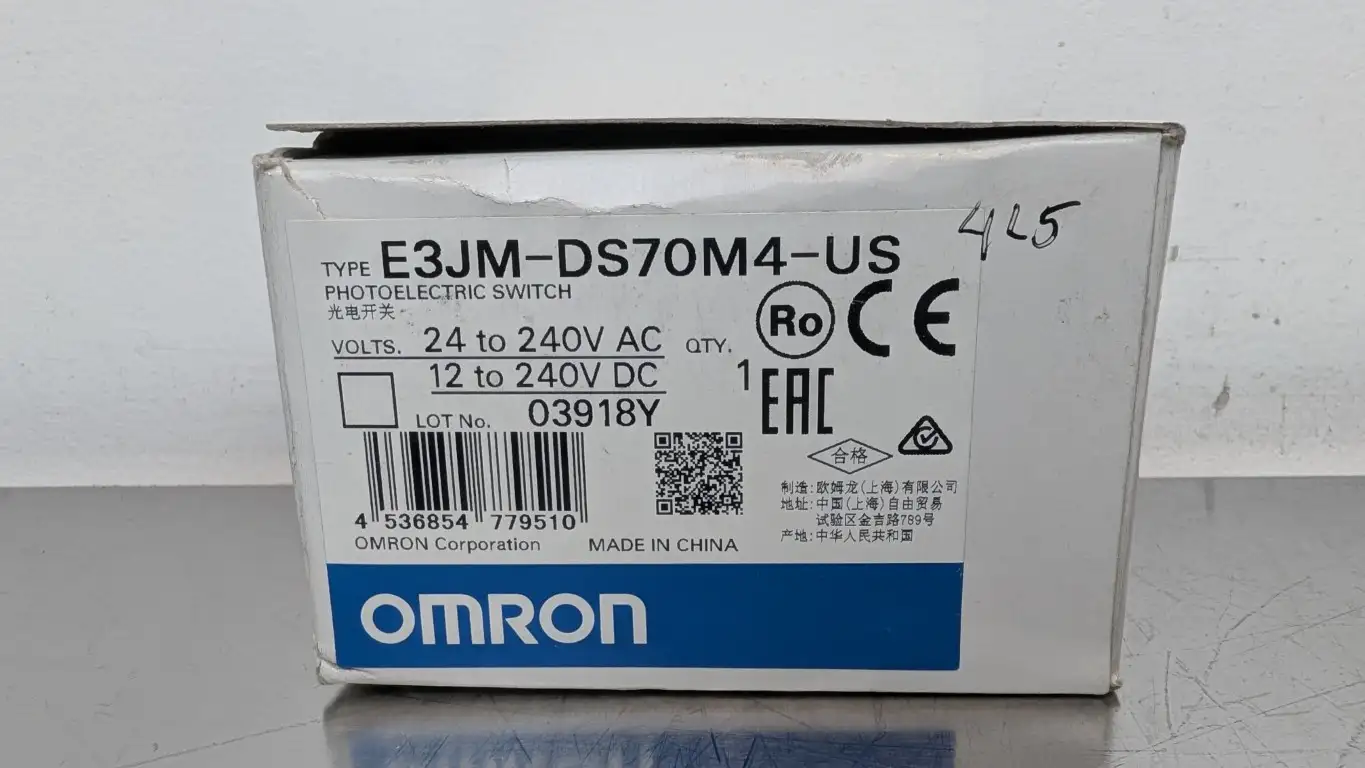 425
TYPE E3JM-DS70M4-US
PHOTOELECTRIC SWITCH
光电开关
VOLTS. 24 to 240V AC QTY. 1
12 to 240V DC
LOT No. 03918Y
Ro CE
EAC
合格
4 536854 779510
制造:欧姆龙(上海)有限公司
地址:中国(上海)自由贸易
试验区金吉路789号
产地:中华人民共和国
OMRON Corporation MADE IN CHINA
OMRON